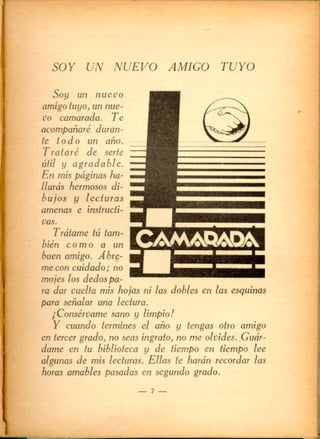 SOY UN NUEVO AMIGO TUYO
Soy un nuevo
amigo tuyo, un nue-
vo camarada. Te
acompañaré duran-
te todo un año.
Trataré de serte
útil y agradable.
En mis páginas ha-
llarás hermosos di-
bujos y lecturas
amenas e instructi-
vas.
Trátame tú tam-
bién como a un
buen amigo. Abre-
me con cuidado; no
mojes los dedos pa-
ra dar vuelta mis hojas ni las dobles en las esquinas
para señalar una lectura.
¡Consérvame sano y limpio!
Y cuando termines el año y tengas otro amigo
en tercer grado, no seas ingrato, no me olvides. Guár-
dame en tu biblioteca y de tiempo en tiempo lee
algunas de mis lecturas. Ellas te harán recordar las
horas amables pasadas en segundo grado.
CAMARADA
— 7 —